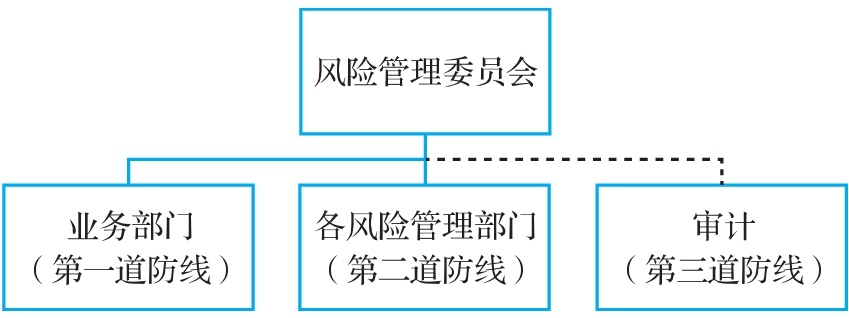 风险管理委员会
业务部门
（第一道防线）
各风险管理部门
（第二道防线）
审计
（第三道防线）